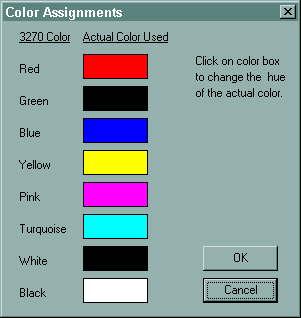 Color Assignments
3270 Color Actual Color Used
Red
Click on color box
to change the hue
of the actual color.
Green
Blue
Yellow
Pink
Turquoise
White
OK
Black
Cancel